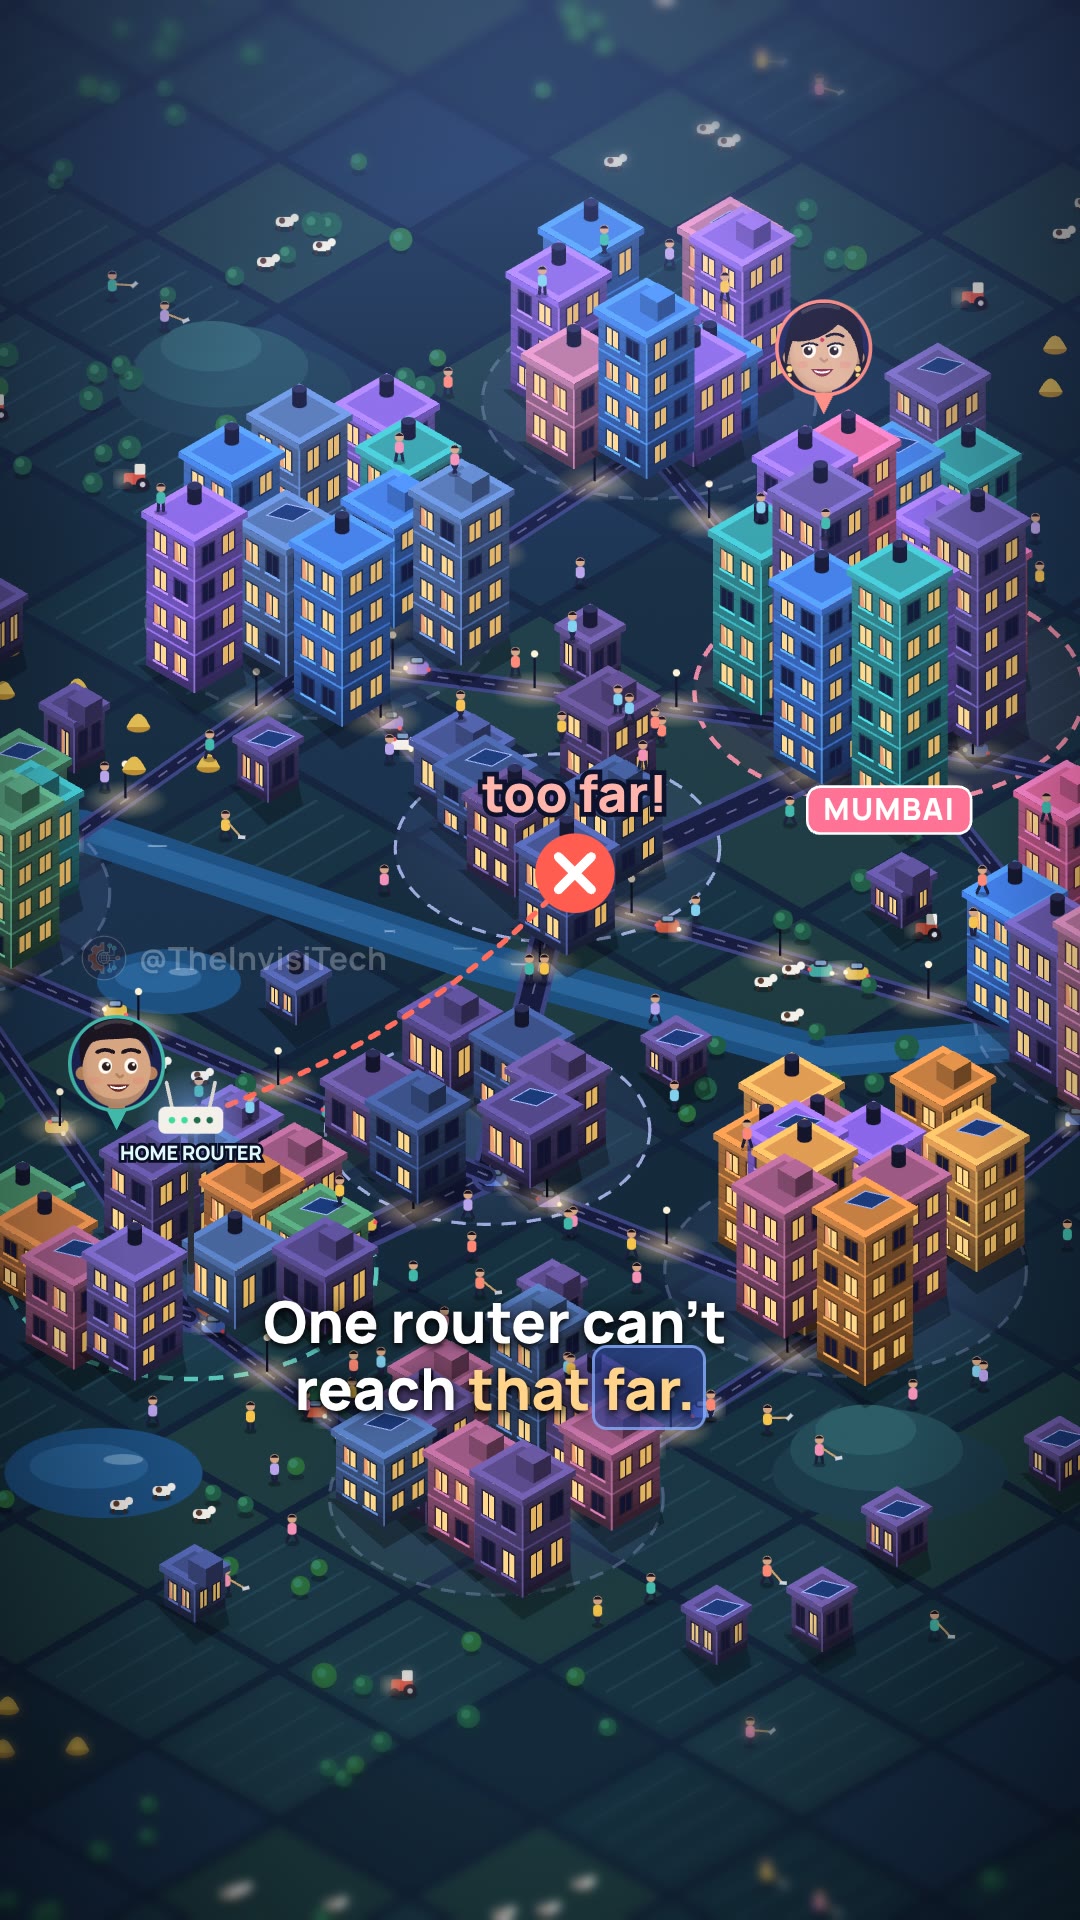 too far!
MUMBAI
@TheInvisiTech
HOME ROUTER
One router can't
reach that far.